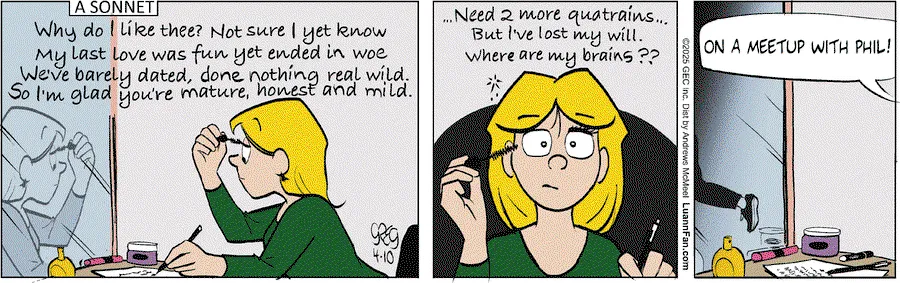 A SONNET
Why do I like thee? Not sure I yet know
My last love was fun yet ended in woe
We've barely dated, done nothing real wild.
So I'm glad you're mature, honest and mild.
GREG
4-10
...Need 2 more quatrains...
But I've lost my will.
Where are my brains??
©2025 GEC Inc. Dist by Andrews McMeel LuannFan.com
ON A MEETUP WITH PHIL!